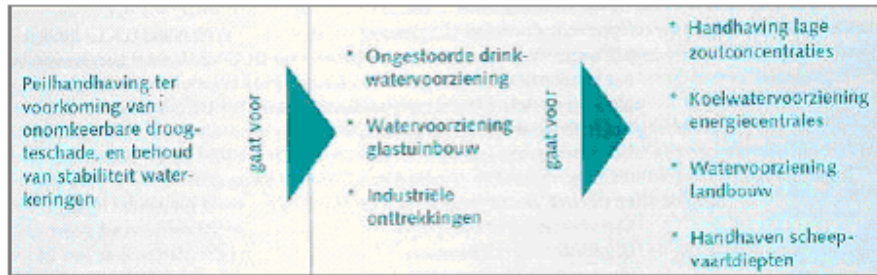 Peilhandhaving ter
voorkoming van:
onomkeerbare droog-
teschade, en behoud
van stabiliteit water-
keringen
gaat voor
* Ongestoorde drink-
watervoorziening
* Watervoorziening
glastuinbouw
* Industriële
onttrekkingen
gaat voor
* Handhaving lage
zoutconcentraties
* Koelwatervoorziening
energiecentrales
* Watervoorziening
landbouw
* Handhaven scheep-
vaartdiepten